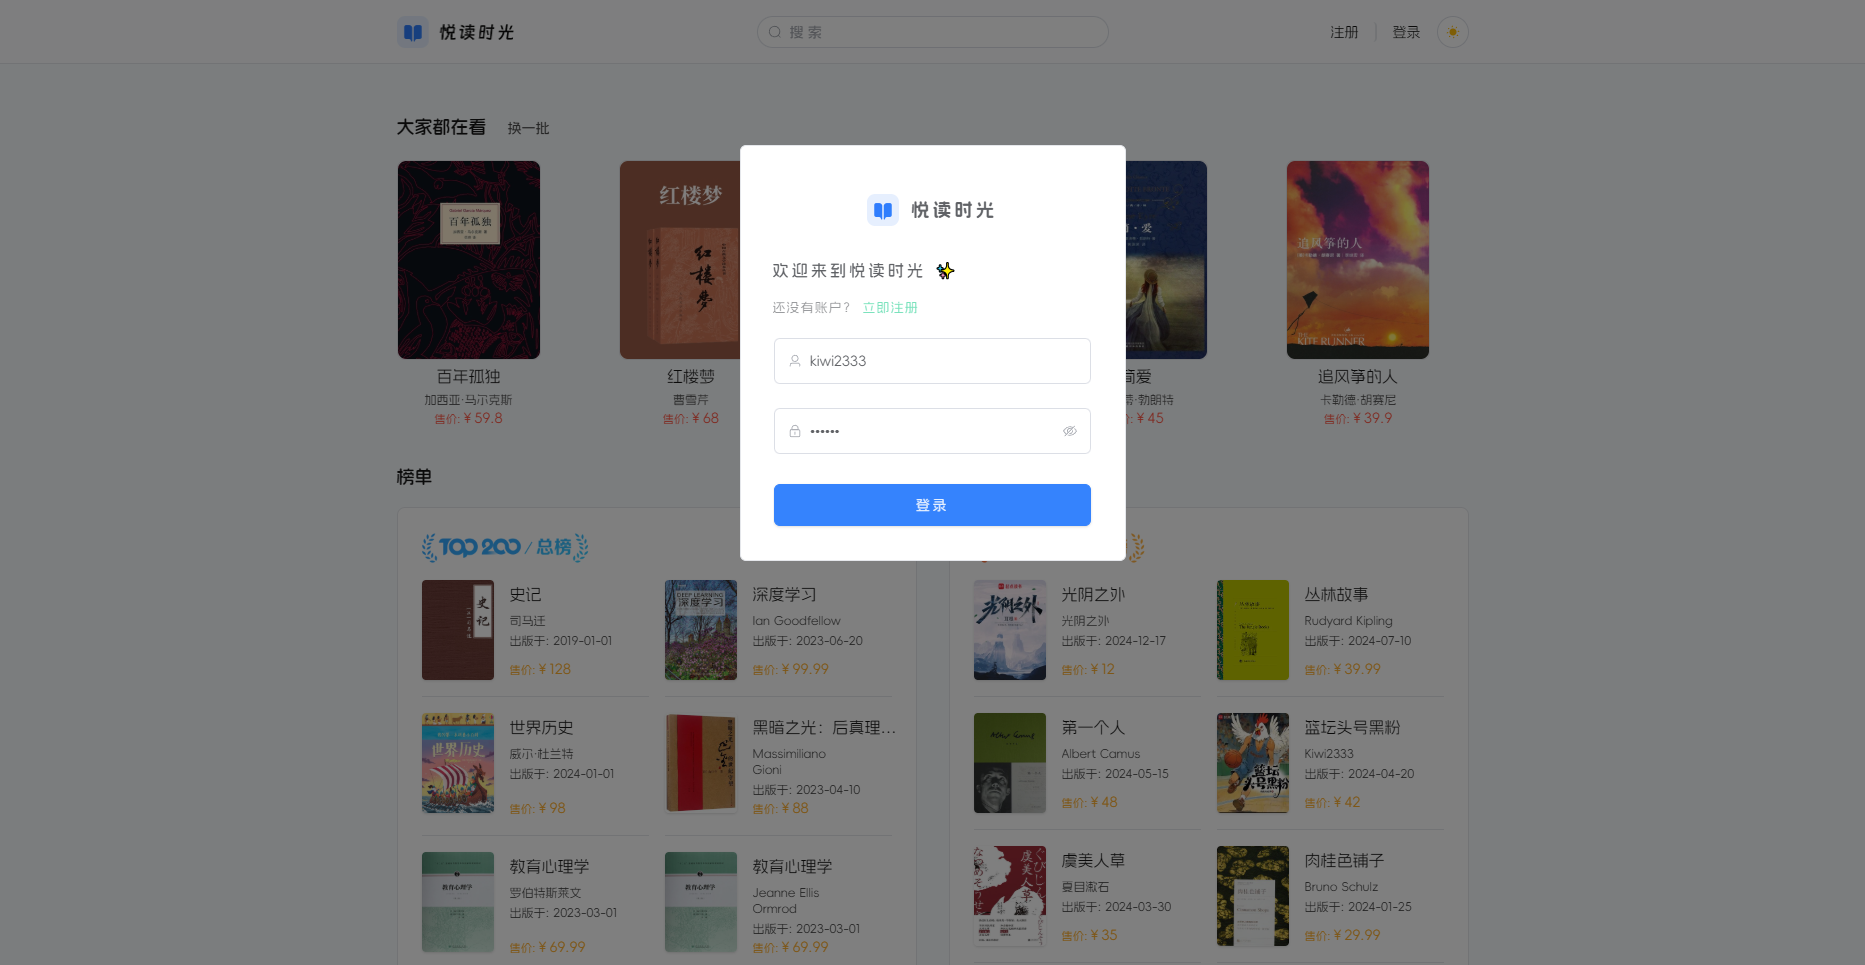 悦读时光
搜索
注册
登录
大家都在看
换一批
百年孤独
红楼梦
红楼梦
简·爱
追风筝的人
THE KITE RUNNER
百年孤独
加西亚·马尔克斯
售价: ¥ 59.8
红楼梦
曹雪芹
售价: ¥ 68
简爱
蒂·勃朗特
价: ¥ 45
追风筝的人
卡勒德·胡赛尼
售价: ¥ 39.9
悦读时光
欢迎来到悦读时光
还没有账户？ 立即注册
kiwi2333
••••••
登录
榜单
TOP 200 / 总榜
史记
史记
司马迁
出版于: 2019-01-01
售价: ¥ 128
DEEP LEARNING
深度学习
深度学习
Ian Goodfellow
出版于: 2023-06-20
售价: ¥ 99.99
光阴之外
光阴之外
光阴之外
出版于: 2024-12-17
售价: ¥ 12
丛林故事
Rudyard Kipling
出版于: 2024-07-10
售价: ¥ 39.99
世界历史
世界历史
威尔·杜兰特
出版于: 2024-01-01
售价: ¥ 98
黑暗之光：后真理...
Massimiliano
Gioni
出版于: 2023-04-10
售价: ¥ 88
Albert Camus
第一个人
Albert Camus
出版于: 2024-05-15
售价: ¥ 48
篮坛头号黑粉
篮坛头号黑粉
Kiwi2333
出版于: 2024-04-20
售价: ¥ 42
教育心理学
教育心理学
罗伯特斯莱文
出版于: 2023-03-01
售价: ¥ 69.99
教育心理学
教育心理学
Jeanne Ellis
Ormrod
出版于: 2023-03-01
售价: ¥ 69.99
虞美人草
虞美人草
夏目漱石
出版于: 2024-03-30
售价: ¥ 35
肉桂色铺子
Bruno Schulz
出版于: 2024-01-25
售价: ¥ 29.99